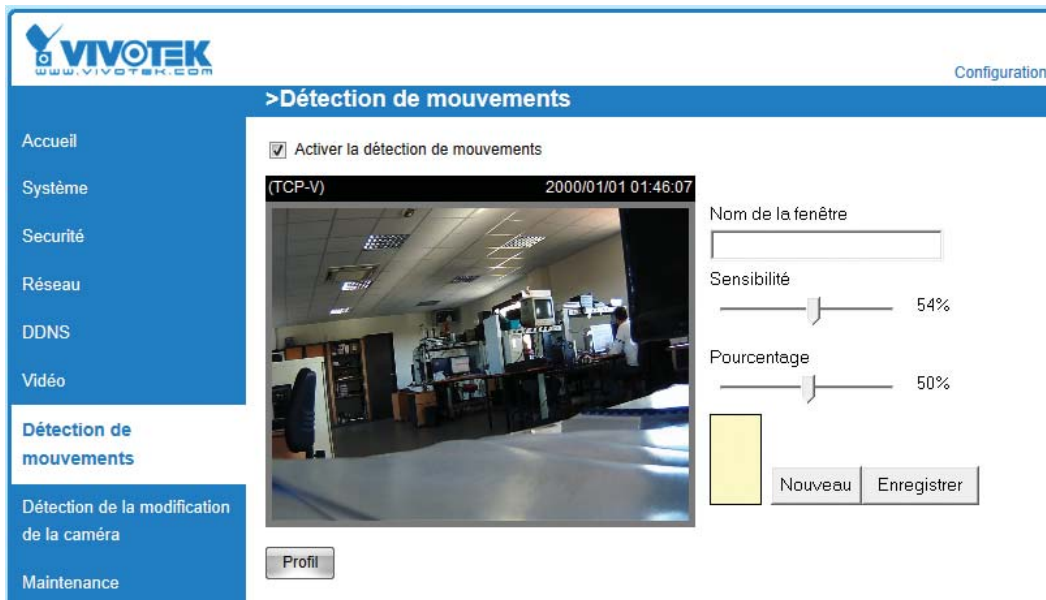 VIVOTEK
www.vivotek.com
Configuration
>Détection de mouvements
Accueil
Système
Securité
Réseau
DDNS
Vidéo
Détection de
mouvements
Détection de la modification
de la caméra
Maintenance
Activer la détection de mouvements
(TCP-V) 2000/01/01 01:46:07
Nom de la fenêtre
Sensibilité
54%
Pourcentage
50%
Nouveau Enregistrer
Profil